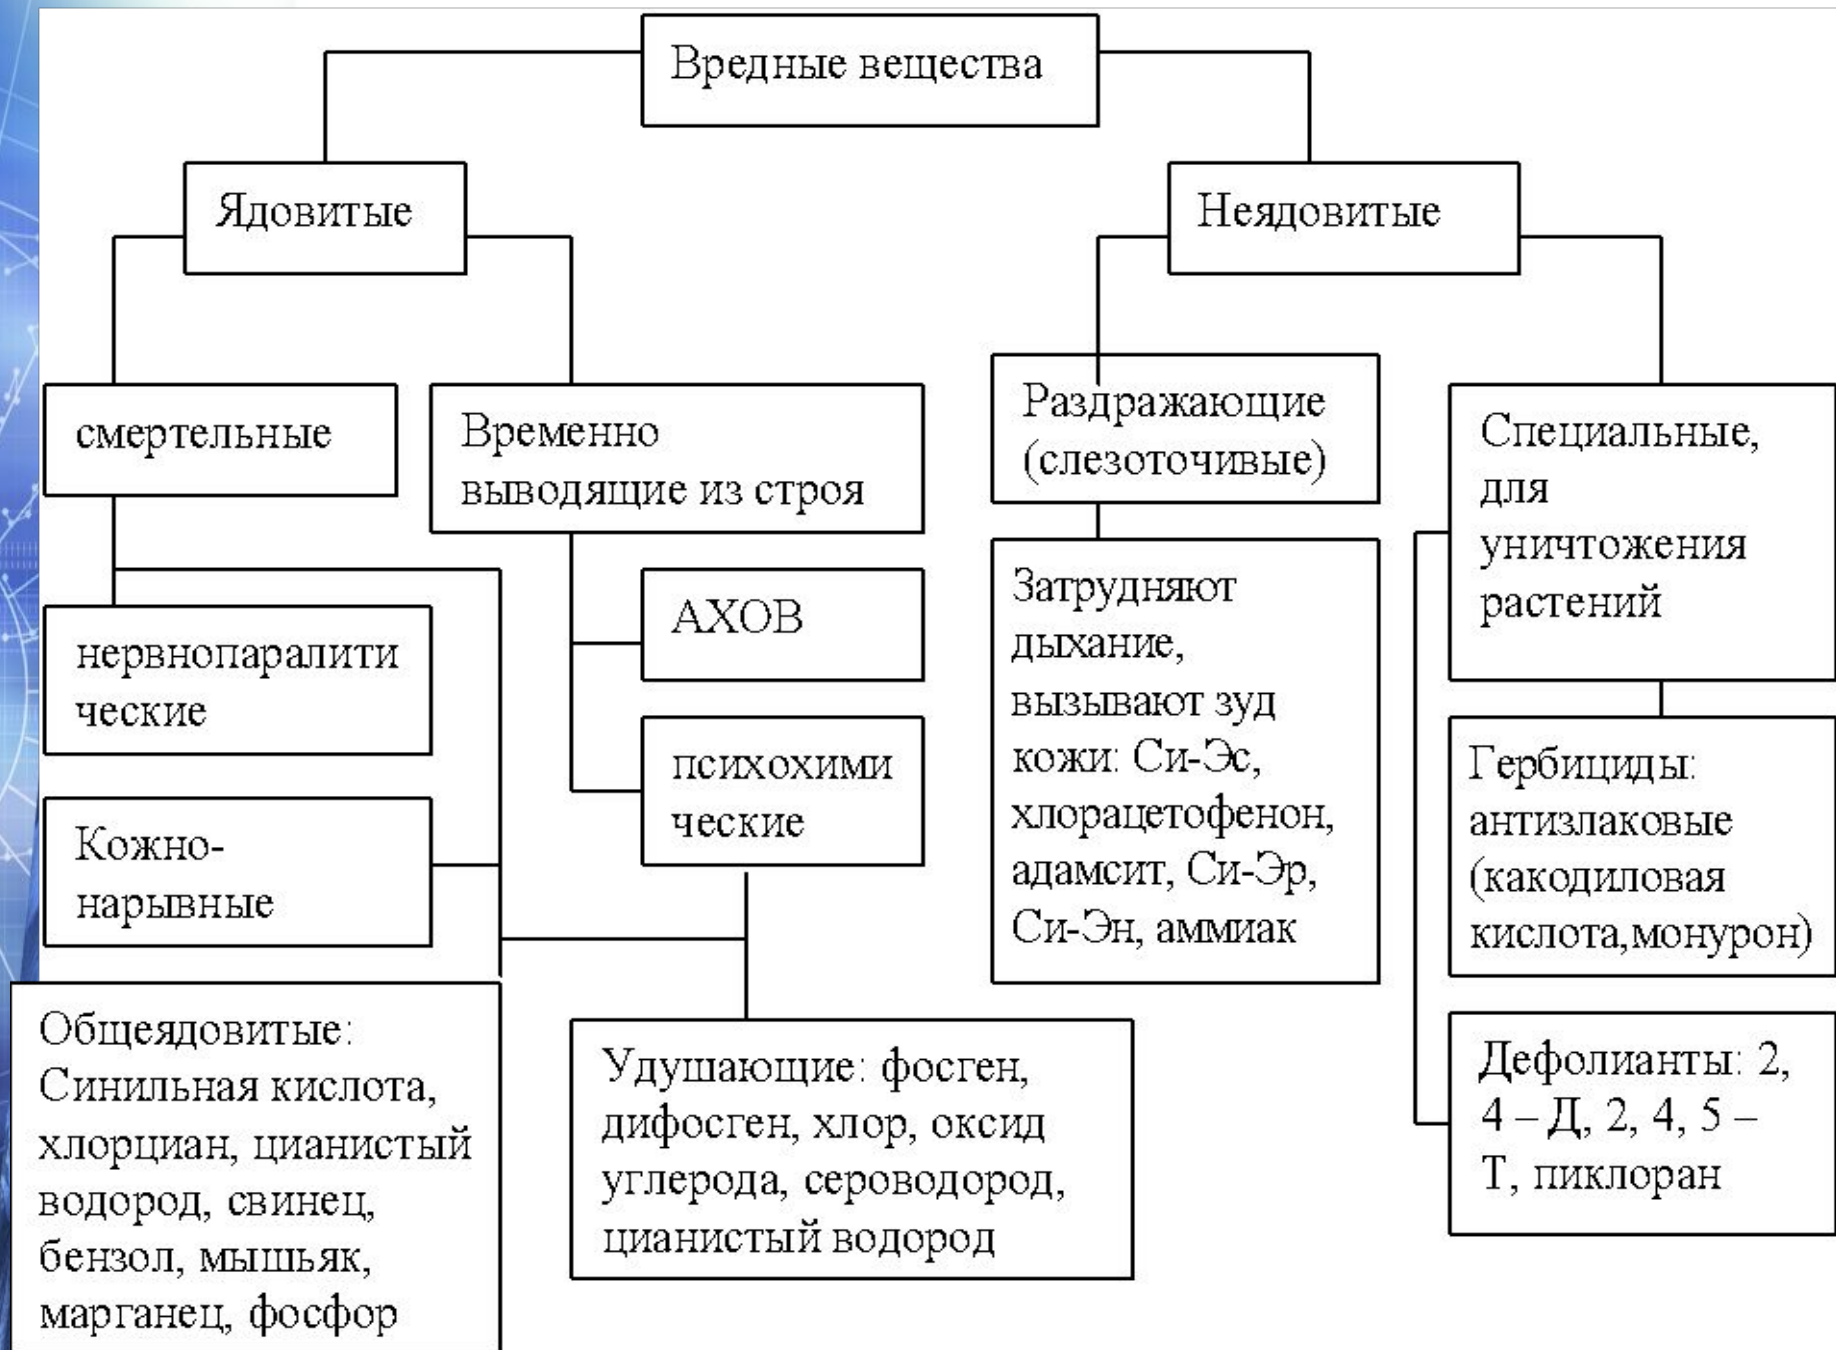 Вредные вещества
Ядовитые
Неядовитые
смертельные
Временно
выводящие из строя
Раздражающие
(слезоточивые)
Специальные,
для
уничтожения
растений
нервнопаралити
ческие
АХОВ
психохими
ческие
Затрудняют
дыхание,
вызывают зуд
кожи: Си-Эс,
хлорацетофенон,
адамсит, Си-Эр,
Си-Эн, аммиак
Гербициды:
антизлаковые
(какодиловая
кислота,монурон)
Кожно-
нарывные
Общеядовитые:
Синильная кислота,
хлорциан, цианистый
водород, свинец,
бензол, мышьяк,
марганец, фосфор
Удушающие: фосген,
дифосген, хлор, оксид
углерода, сероводород,
цианистый водород
Дефолианты: 2,
4 – Д, 2, 4, 5 –
Т, пиклоран